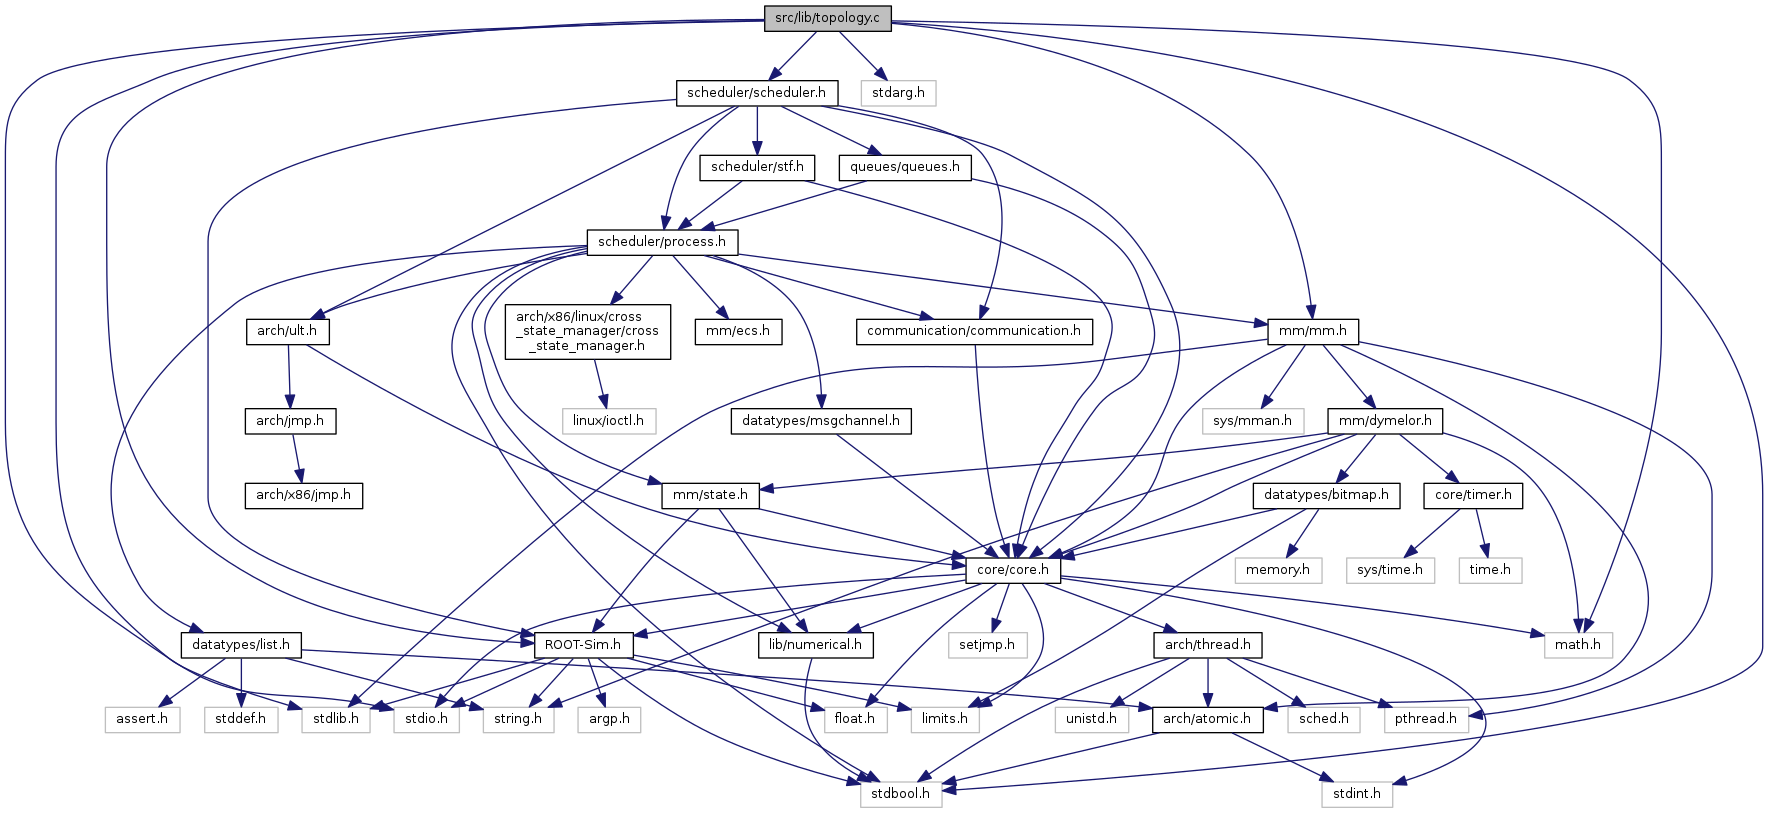 src/lib/topology.c
scheduler/scheduler.h
stdarg.h
scheduler/stf.h
queues/queues.h
scheduler/process.h
arch/ult.h
arch/x86/linux/cross
_state_manager/cross
_state_manager.h
mm/ecs.h
communication/communication.h
mm/mm.h
arch/jmp.h
linux/ioctl.h
datatypes/msgchannel.h
sys/mman.h
mm/dymelor.h
arch/x86/jmp.h
mm/state.h
datatypes/bitmap.h
core/timer.h
core/core.h
memory.h
sys/time.h
time.h
datatypes/list.h
ROOT-Sim.h
lib/numerical.h
setjmp.h
arch/thread.h
math.h
assert.h
stddef.h
stdlib.h
stdio.h
string.h
argp.h
float.h
limits.h
unistd.h
arch/atomic.h
sched.h
pthread.h
stdbool.h
stdint.h